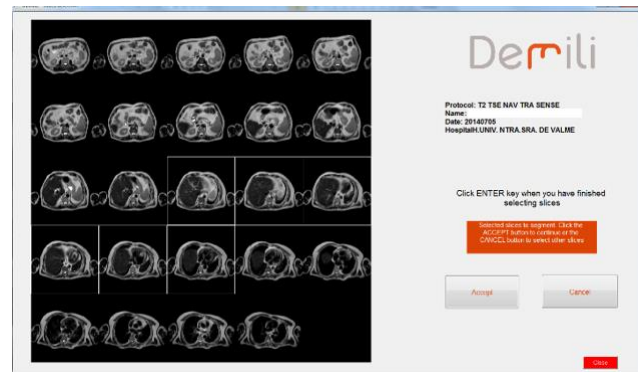 Demili
Protocol: T2 TSE NAV TRA SENSE
Name:
Date: 20140705
HospitalH.UNIV. NTRA.SRA. DE VALME
Click ENTER key when you have finished
selecting slices
Selected slices to segment. Click the
ACCEPT button to continue or the
CANCEL button to select other slices
Accept
Cancel
Close